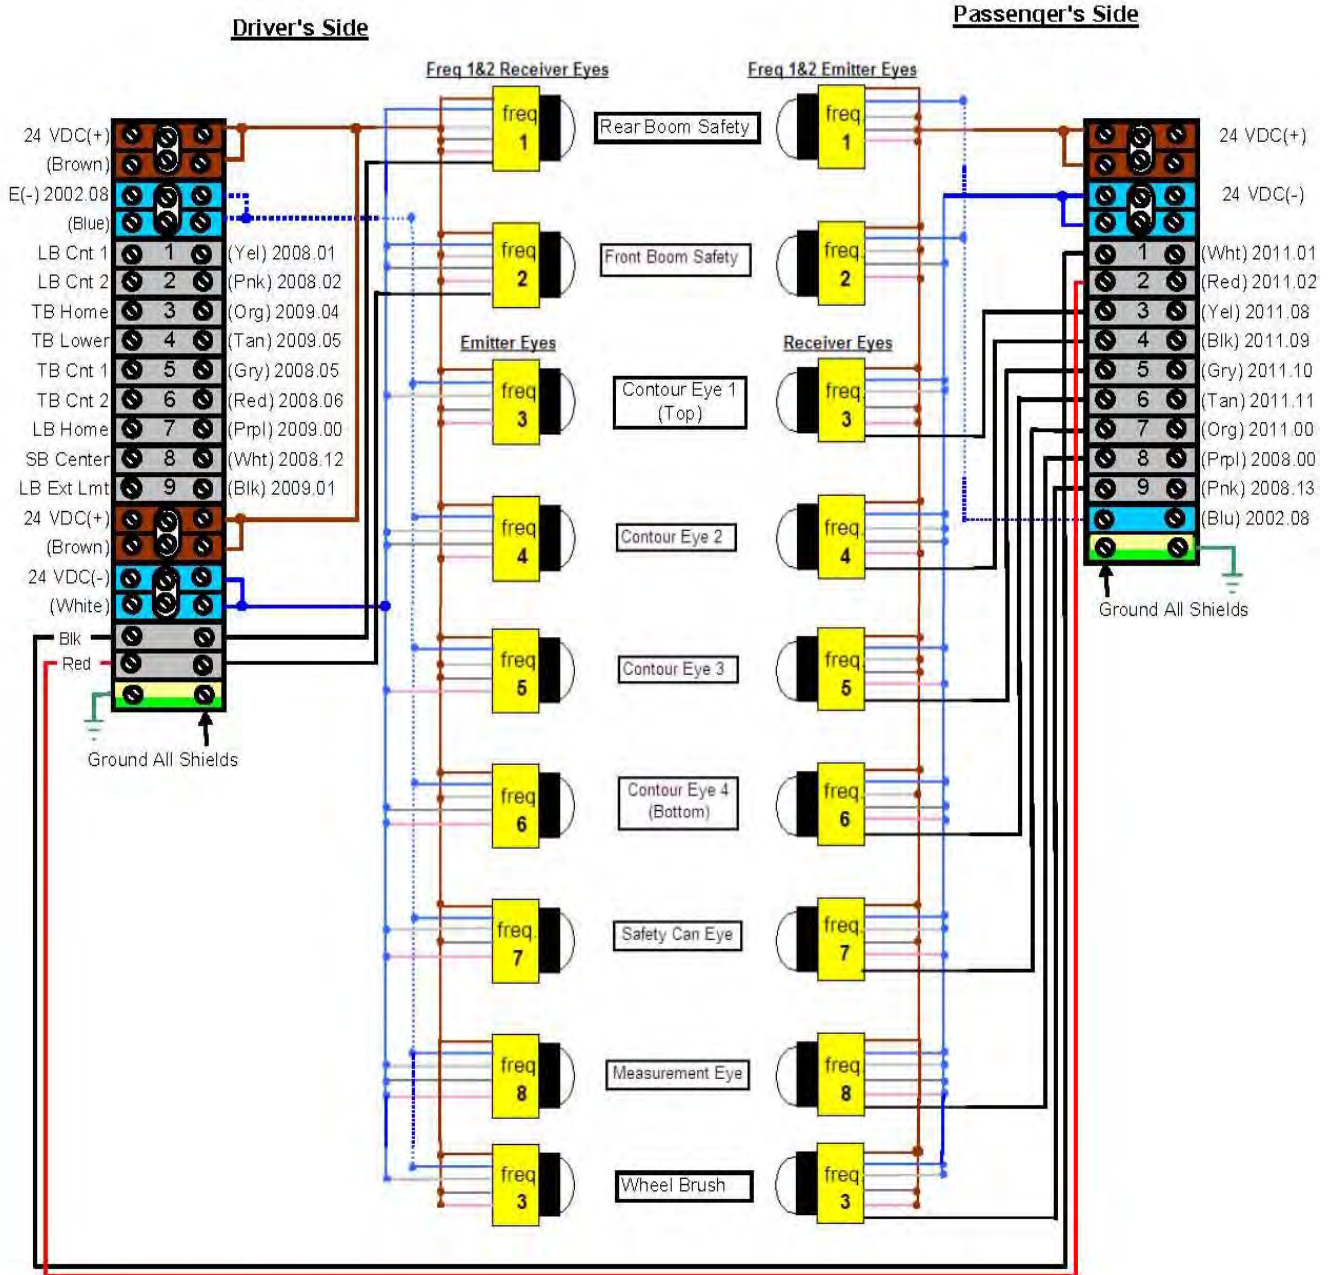 Driver's Side
Passenger's Side
Freq 1&2 Receiver Eyes
Freq 1&2 Emitter Eyes
24 VDC(+)
(Brown)
E(-) 2002.08
(Blue)
LB Cnt 1 1 (Yel) 2008.01
LB Cnt 2 2 (Pnk) 2008.02
TB Home 3 (Org) 2009.04
TB Lower 4 (Tan) 2009.05
TB Cnt 1 5 (Gry) 2008.05
TB Cnt 2 6 (Red) 2008.06
LB Home 7 (Prpl) 2009.00
SB Center 8 (Wht) 2008.12
LB Ext Lmt 9 (Blk) 2009.01
24 VDC(+)
(Brown)
24 VDC(-)
(White)
Blk
Red
Ground All Shields
freq
1
Rear Boom Safety
freq
1
freq
2
Front Boom Safety
freq
2
Emitter Eyes
Receiver Eyes
freq
3
Contour Eye 1
(Top)
freq
3
freq
4
Contour Eye 2
freq
4
freq
5
Contour Eye 3
freq
5
freq
6
Contour Eye 4
(Bottom)
freq.
6
freq.
7
Safety Can Eye
freq.
7
freq
8
Measurement Eye
freq
8
freq
3
Wheel Brush
freq
3
24 VDC(+)
24 VDC(-)
1 (Wht) 2011.01
2 (Red) 2011.02
3 (Yel) 2011.08
4 (Blk) 2011.09
5 (Gry) 2011.10
6 (Tan) 2011.11
7 (Org) 2011.00
8 (Prpl) 2008.00
9 (Pnk) 2008.13
(Blu) 2002.08
Ground All Shields